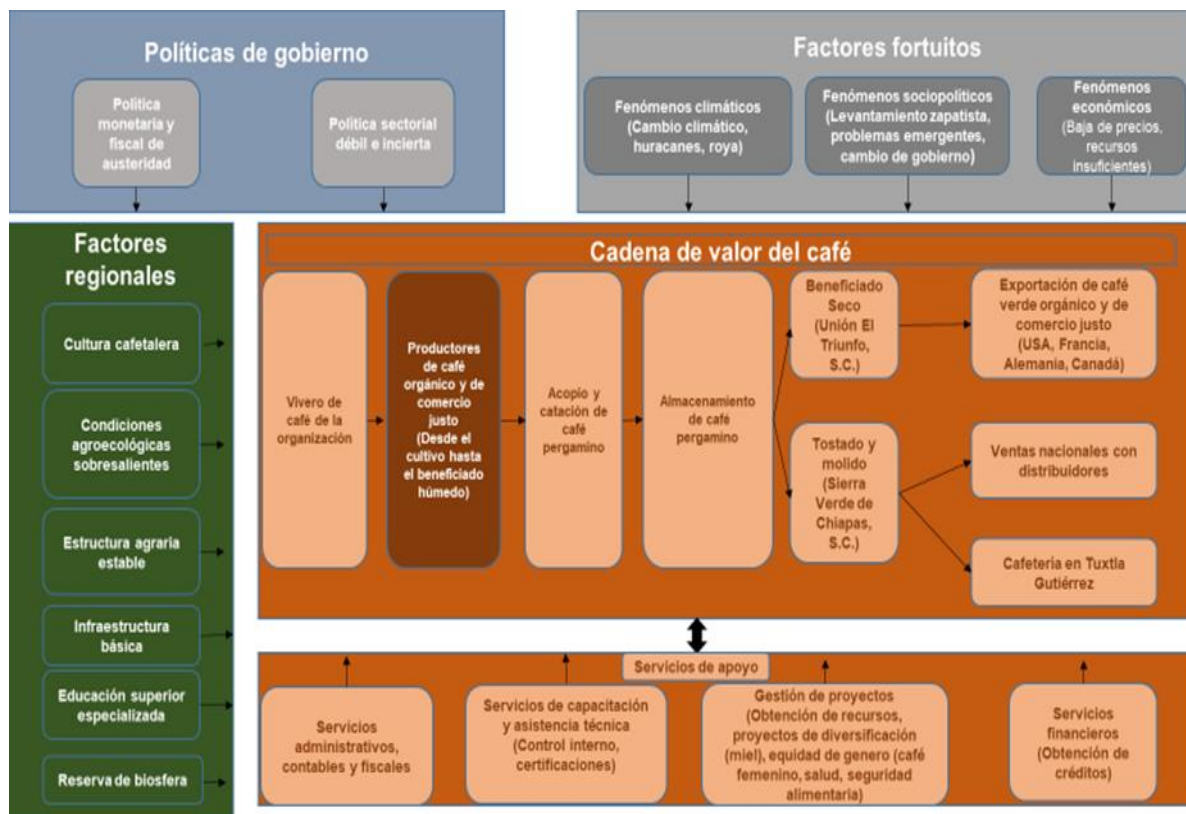 Políticas de gobierno
Política
monetaria y
fiscal de
austeridad
Política sectorial
débil e incierta
Factores fortuitos
Fenómenos climáticos
(Cambio climático,
huracanes, roya)
Fenómenos sociopolíticos
(Levantamiento zapatista,
problemas emergentes,
cambio de gobierno)
Fenómenos
económicos
(Baja de precios,
recursos
insuficientes)
Factores
regionales
Cultura cafetalera
Condiciones
agroecológicas
sobresalientes
Estructura agraria
estable
Infraestructura
básica
Educación superior
especializada
Reserva de biosfera
Cadena de valor del café
Vivero de
café de la
organización
Productores
de café
orgánico y de
comercio
justo
(Desde el
cultivo hasta
el beneficiado
húmedo)
Acopio y
catación de
café
pergamino
Almacenamiento
de café
pergamino
Beneficiado
Seco
(Unión El
Triunfo,
S.C.)
Tostado y
molido
(Sierra
Verde de
Chiapas,
S.C.)
Exportación de café
verde orgánico y de
comercio justo
(USA, Francia,
Alemania, Canadá)
Ventas nacionales con
distribuidores
Cafetería en Tuxtla
Gutiérrez
Servicios de apoyo
Servicios
administrativos,
contables y fiscales
Servicios de capacitación
y asistencia técnica
(Control interno,
certificaciones)
Gestión de proyectos
(Obtención de recursos,
proyectos de diversificación
(miel), equidad de genero (café
femenino, salud, seguridad
alimentaria)
Servicios
financieros
(Obtención de
créditos)